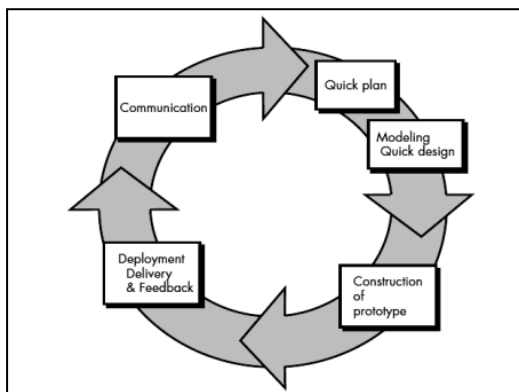 Communication
Quick plan
Modeling
Quick design
Construction
of
prototype
Deployment
Delivery
& Feedback